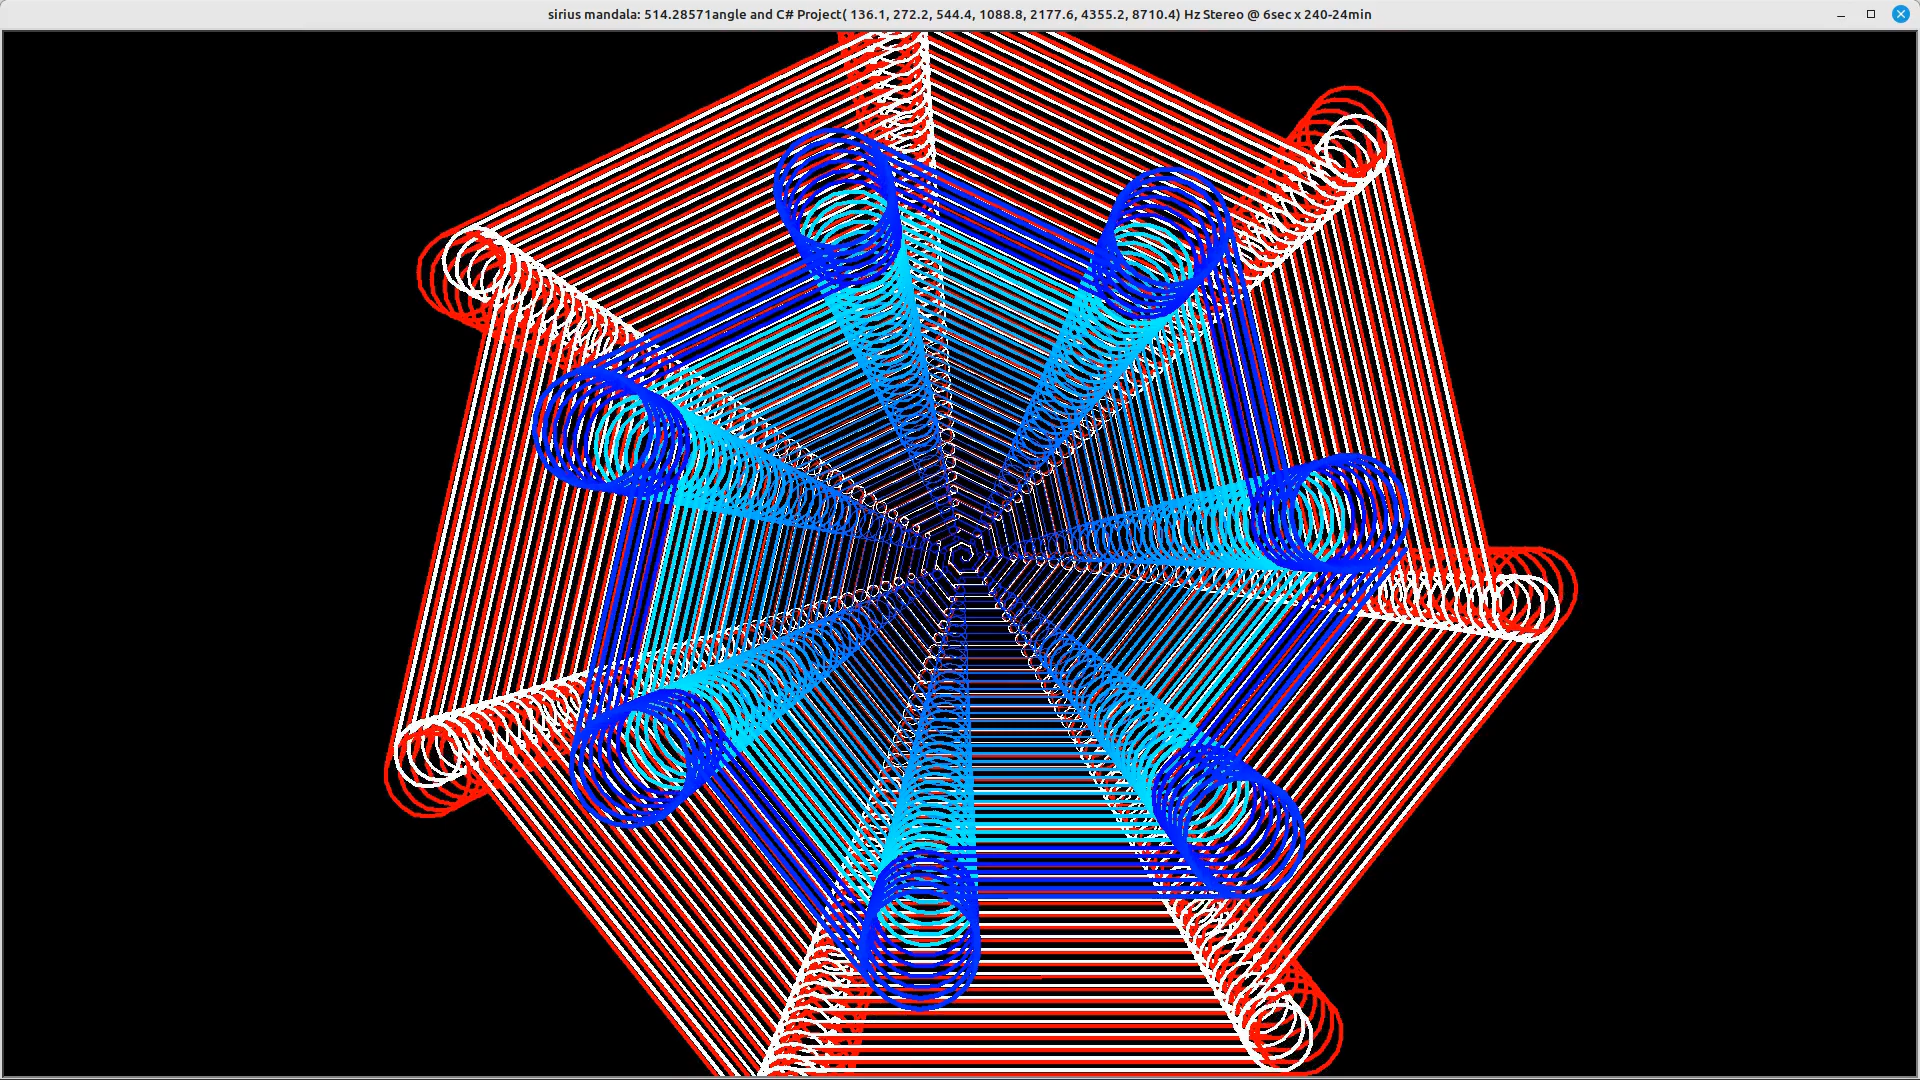 sirius mandala: 514.28571angle and C# Project( 136.1, 272.2, 544.4, 1088.8, 2177.6, 4355.2, 8710.4) Hz Stereo @ 6sec x 240-24min